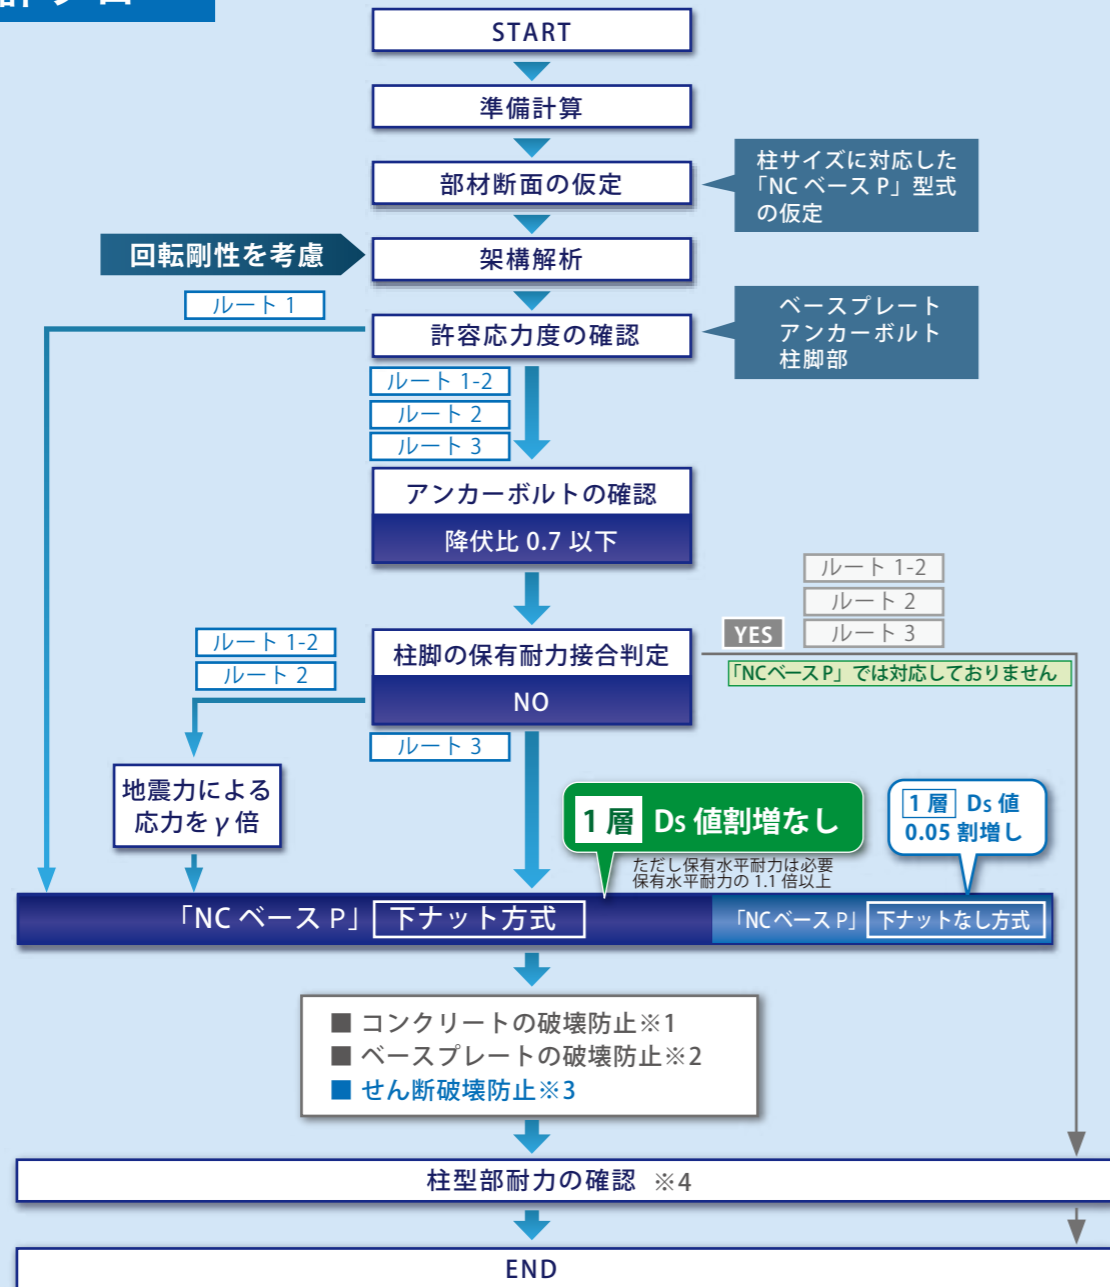 計フロー
START
準備計算
部材断面の仮定
柱サイズに対応した
「NC ベース P」型式
の仮定
回転剛性を考慮
架構解析
ルート 1
許容応力度の確認
ベースプレート
アンカーボルト
柱脚部
ルート 1-2
ルート 2
ルート 3
アンカーボルトの確認
降伏比 0.7 以下
ルート 1-2
ルート 2
ルート 3
YES
「NCベースP」では対応しておりません
柱脚の保有耐力接合判定
NO
ルート 1-2
ルート 2
ルート 3
地震力による
応力を γ 倍
1 層 Ds 値割増なし
ただし保有水平耐力は必要
保有水平耐力の 1.1 倍以上
1 層 Ds 値
0.05 割増し
「NC ベース P」 下ナット方式
「NC ベース P」 下ナットなし方式
■ コンクリートの破壊防止※1
■ ベースプレートの破壊防止※2
■ せん断破壊防止※3
柱型部耐力の確認 ※4
END